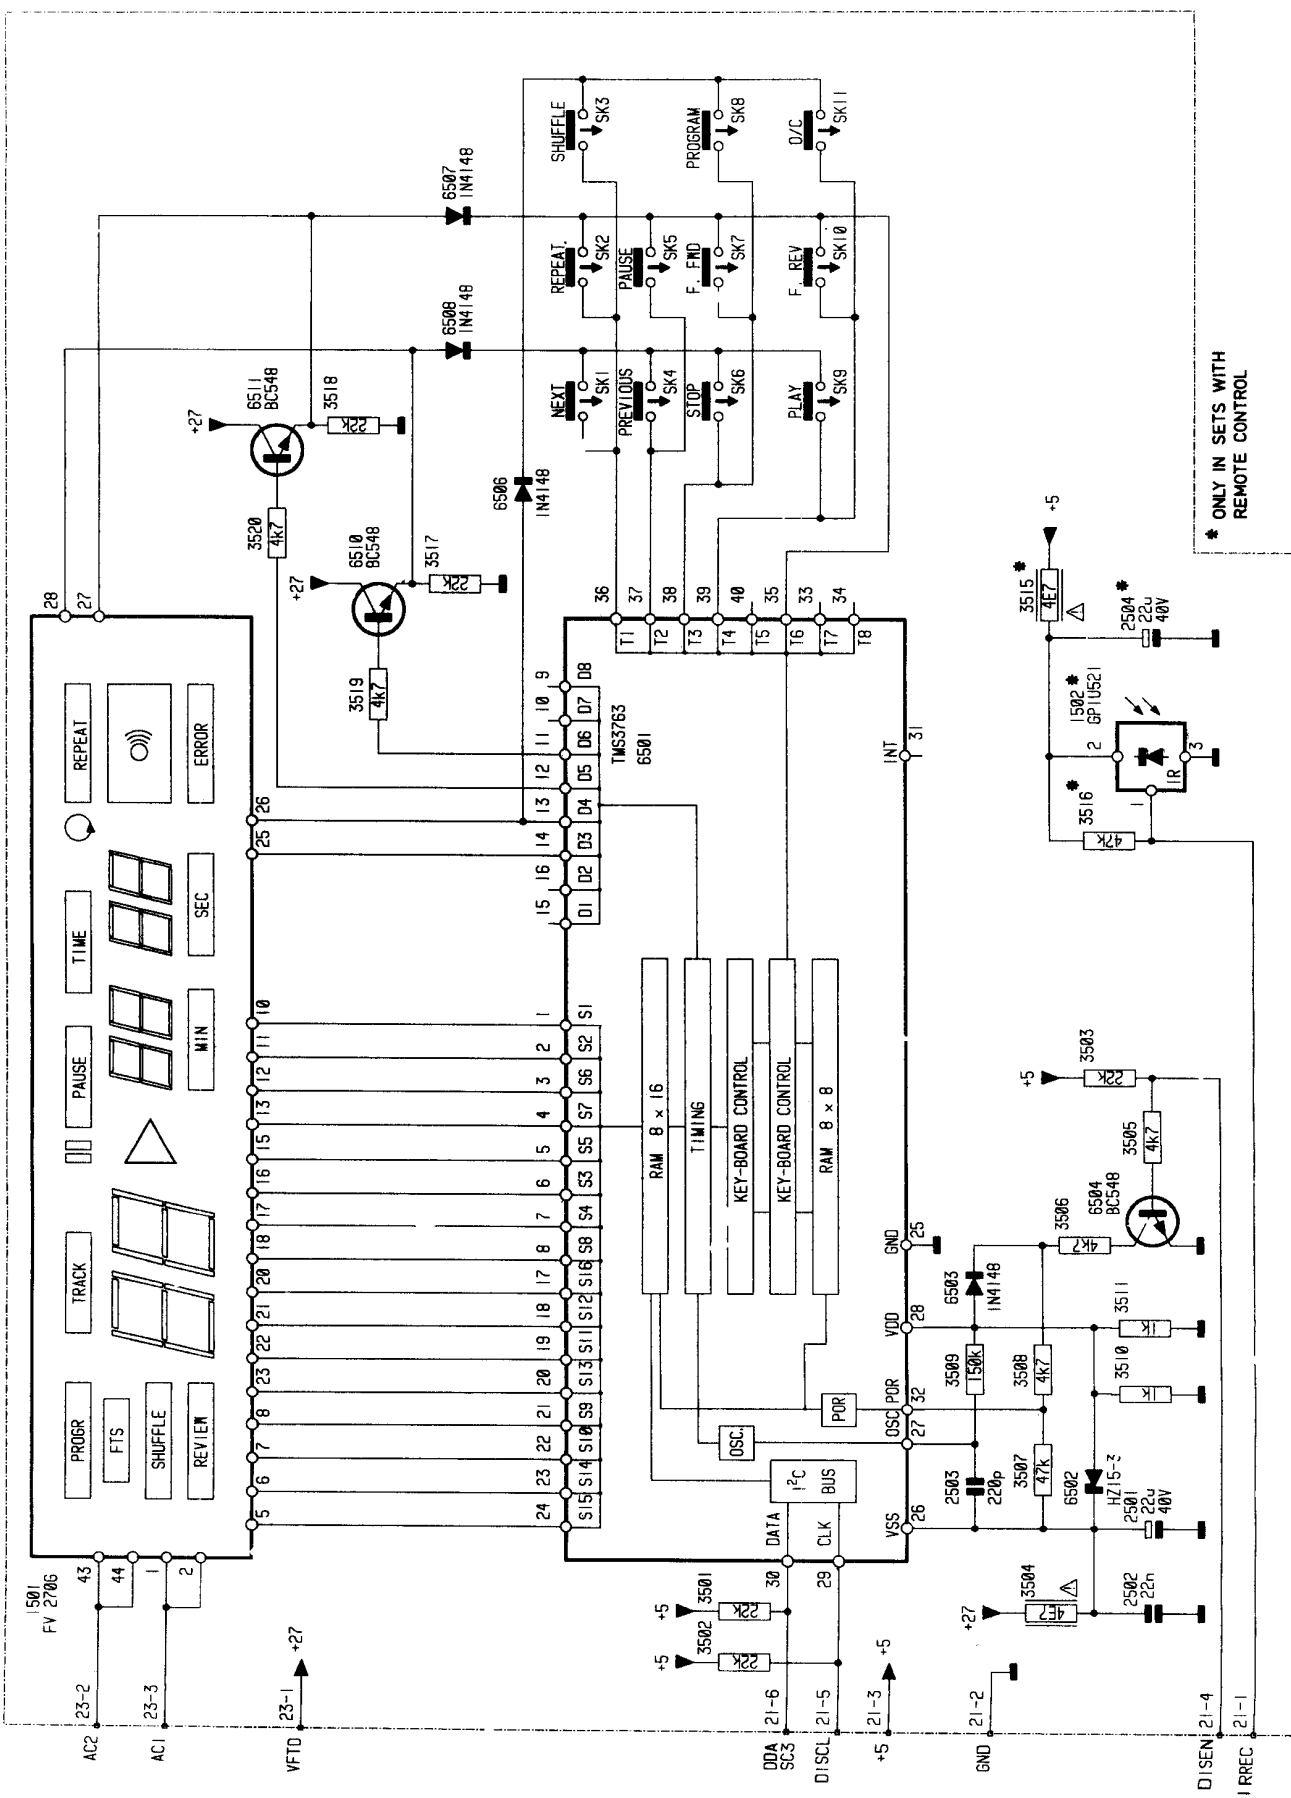 1501
FV 270G
AC2
23-2
43
44
AC1
23-3
1
2
VFTD
23-1
+27
PROGR
FTS
SHUFFLE
REVIEW
TRACK
PAUSE
MIN
TIME
SEC
REPEAT
ERROR
28
27
5
6
7
8
23
22
21
20
18
17
16
15
13
12
11
10
25
26
24
23
22
21
20
19
18
17
8
7
6
5
4
3
2
1
15
16
14
13
12
11
10
9
S15
S14
S10
S9
S13
S11
S12
S16
S8
S4
S3
S5
S7
S6
S2
S1
D1
D2
D3
D4
D5
D6
D7
D8
TMS3763
6501
RAM 8 x 16
TIMING
KEY-BOARD CONTROL
KEY-BOARD CONTROL
RAM 8 x 8
OSC.
POR
I²C
BUS
DATA
CLK
30
29
VSS
26
OSC
27
POR
32
VDD
28
GND
25
INT
31
T1
T2
T3
T4
T5
T6
T7
T8
36
37
38
39
40
35
33
34
3519
4k7
3520
4k7
+27
6510
BC548
3517
22k
+27
6511
BC548
3518
22k
6506
1N4148
6508
1N4148
6507
1N4148
NEXT
SK1
PREVIOUS
SK4
STOP
SK6
PLAY
SK9
REPEAT.
SK2
PAUSE
SK5
F. FWD
SK7
F. REV
SK10
SHUFFLE
SK3
PROGRAM
SK8
O/C
SK11
+5
3501
22k
+5
3502
22k
DDA
SC3
21-6
DISCL
21-5
+5
21-3
+5
GND
21-2
DISEN
21-4
IRREC
21-1
+27
3504
4E7
2502
22n
2501
22u
40V
6502
HZ15-3
2503
220p
3507
47k
3509
150k
3508
4k7
3510
1k
3511
1k
6503
1N4148
3506
4k7
6504
BC548
3505
4k7
+5
3503
22k
3516
*
47k
1502 *
GP1U521
1
2
3
IR
3515 *
4E7
+5
2504 *
22u
40V
* ONLY IN SETS WITH
REMOTE CONTROL